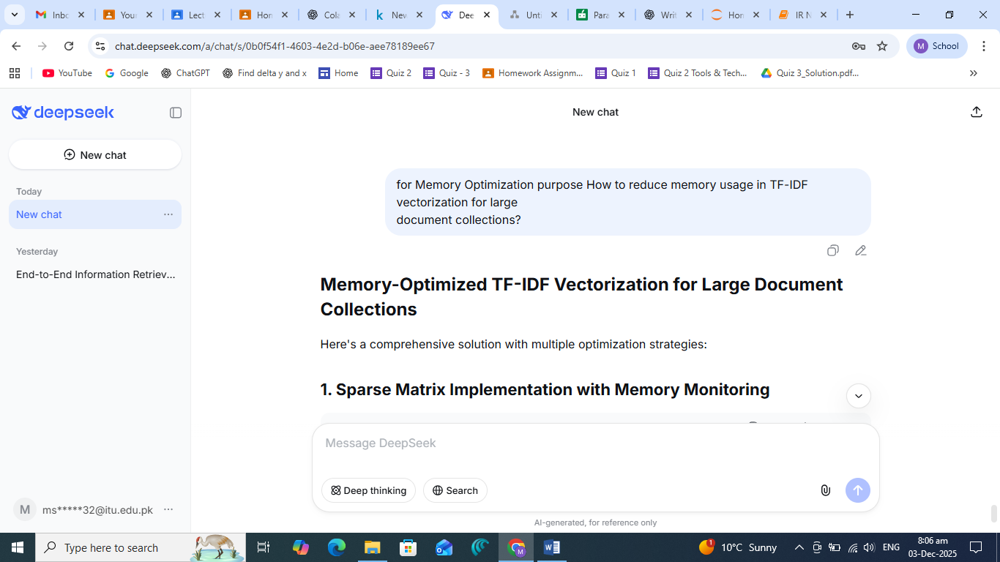 Inbc
Your
Lect
Hon
Cola
k New
Dee
Unti
Para
Writ
Hon
IR N
chat.deepseek.com/a/chat/s/0b0f54f1-4603-4e2d-b06e-aee78189ee67
M School
YouTube Google ChatGPT Find delta y and x Home Quiz 2 Quiz - 3 Homework Assignm... Quiz 1 Quiz 2 Tools & Tech... Quiz 3_Solution.pdf...
deepseek
New chat
New chat
Today
New chat
Yesterday
End-to-End Information Retriev...
for Memory Optimization purpose How to reduce memory usage in TF-IDF
vectorization for large
document collections?
Memory-Optimized TF-IDF Vectorization for Large Document
Collections
Here's a comprehensive solution with multiple optimization strategies:
1. Sparse Matrix Implementation with Memory Monitoring
Message DeepSeek
Deep thinking
Search
M ms*****32@itu.edu.pk
AI-generated, for reference only
Type here to search
1
10°C Sunny
ENG
8:06 am
03-Dec-2025